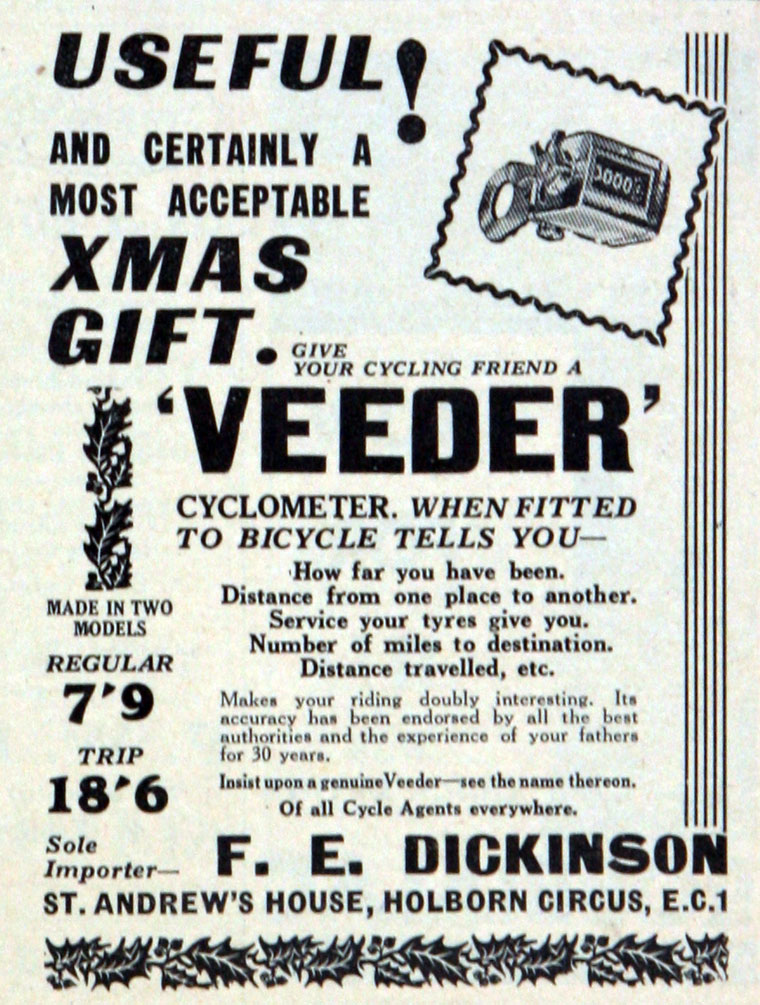 USEFUL!
AND CERTAINLY A
MOST ACCEPTABLE
XMAS
GIFT.
GIVE
YOUR CYCLING FRIEND A
'VEEDER'
CYCLOMETER. WHEN FITTED
TO BICYCLE TELLS YOU—
How far you have been.
Distance from one place to another.
Service your tyres give you.
Number of miles to destination.
Distance travelled, etc.
MADE IN TWO
MODELS
REGULAR
7'9
TRIP
18'6
Makes your riding doubly interesting. Its
accuracy has been endorsed by all the best
authorities and the experience of your fathers
for 30 years.
Insist upon a genuine Veeder—see the name thereon.
Of all Cycle Agents everywhere.
Sole
Importer—
F. E. DICKINSON
ST. ANDREW'S HOUSE, HOLBORN CIRCUS, E.C.1